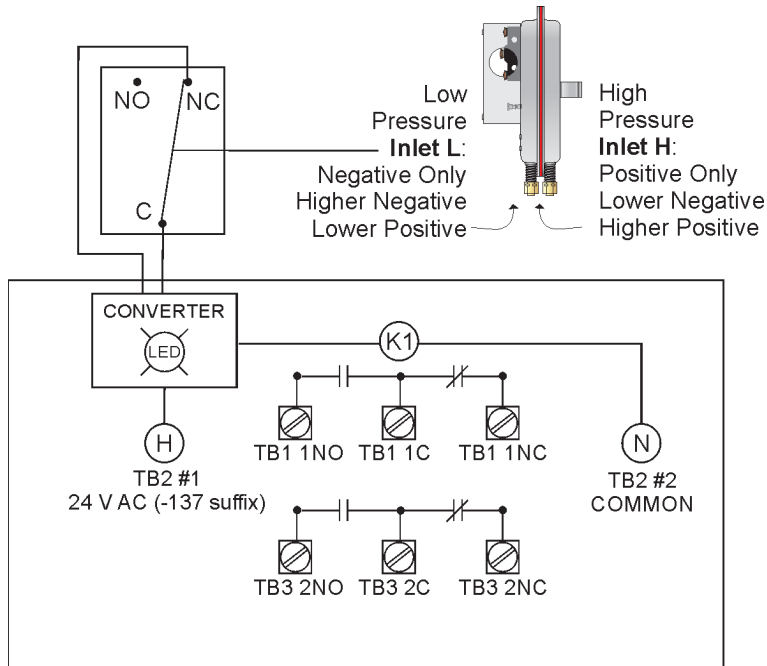 NO
NC
C
Low
Pressure
Inlet L:
Negative Only
Higher Negative
Lower Positive
High
Pressure
Inlet H:
Positive Only
Lower Negative
Higher Positive
CONVERTER
LED
K1
H
TB2 #1
24 V AC (-137 suffix)
TB1 1NO
TB1 1C
TB1 1NC
N
TB2 #2
COMMON
TB3 2NO
TB3 2C
TB3 2NC